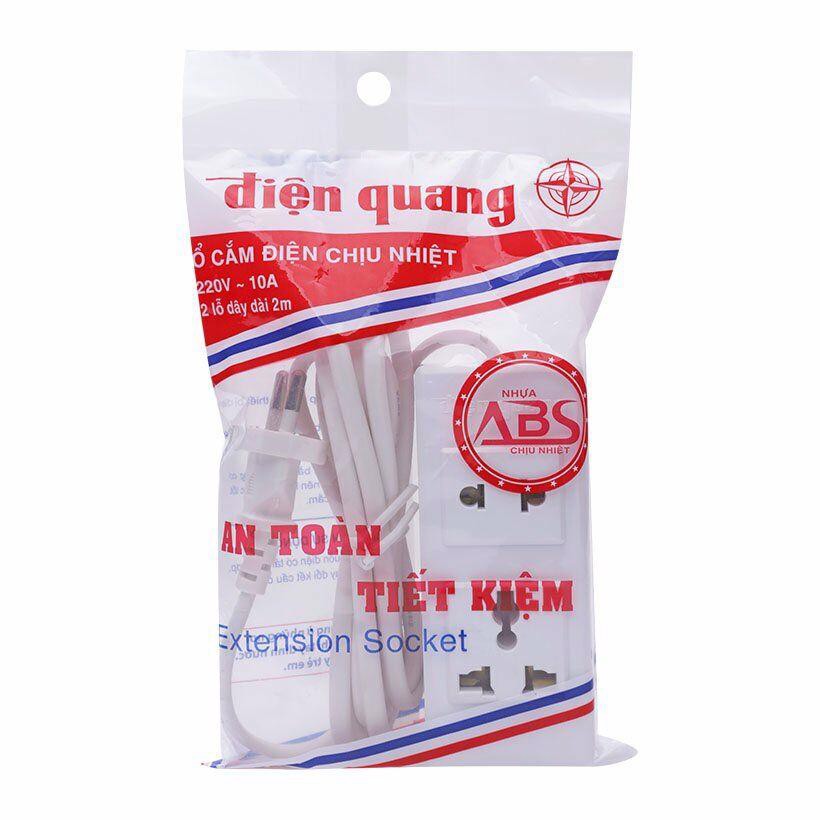 điện quang
Ổ CẮM ĐIỆN CHỊU NHIỆT
220V ~ 10A
2 lỗ dây dài 2m
NHỰA
ABS
CHỊU NHIỆT
AN TOÀN
TIẾT KIỆM
Extension Socket